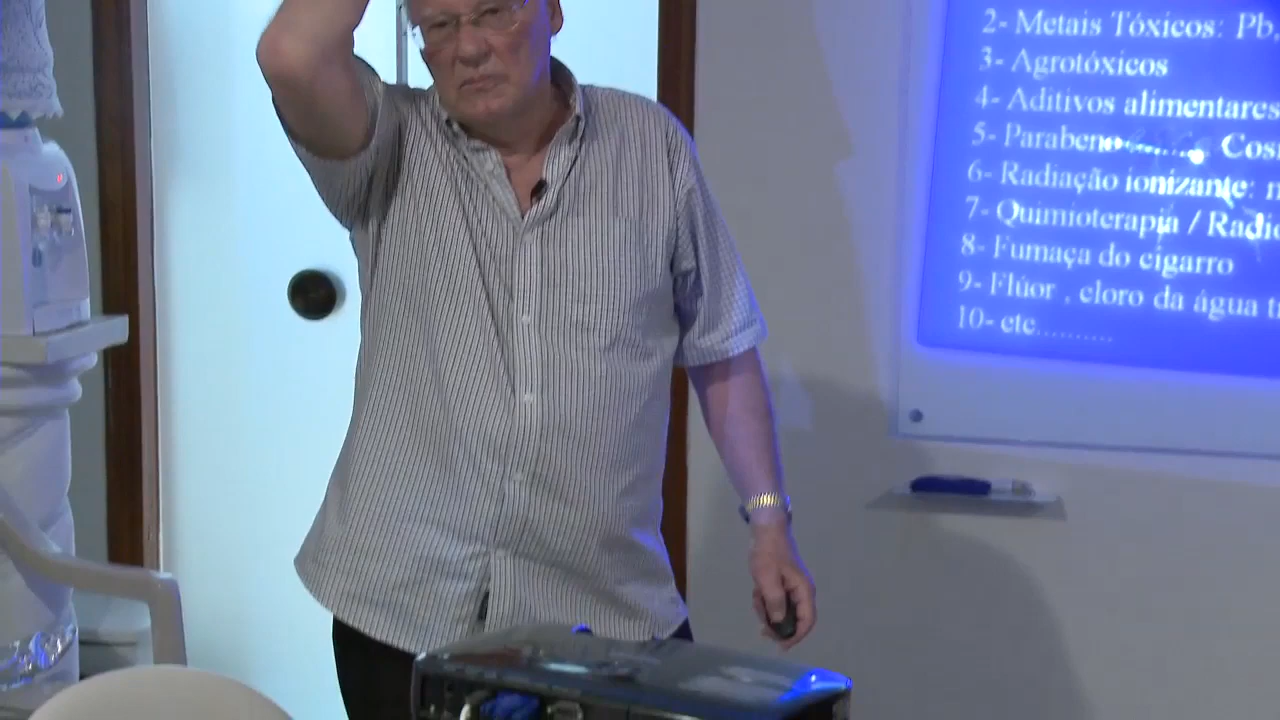 2- Metais Tóxicos: Pb,
3- Agrotóxicos
4- Aditivos alimentares
5- Cos
6- Radiação ionizante:
7- Quimioterapia / Radio
8- Fumaça do cigarro
9- Flúor , cloro da água
10- etc..........